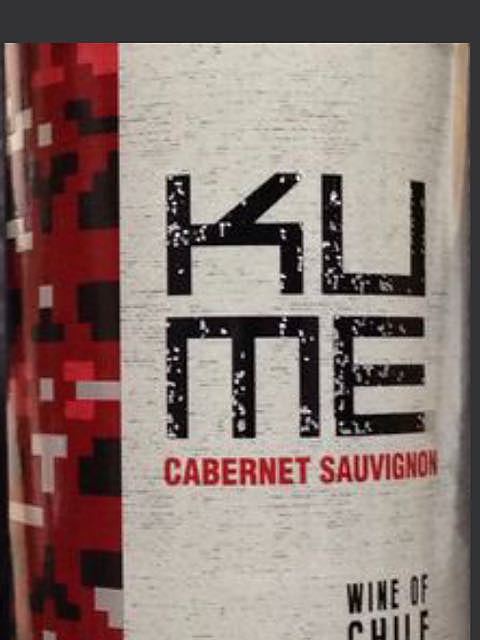 KU
ME
CABERNET SAUVIGNON
WINE OF
CHILE